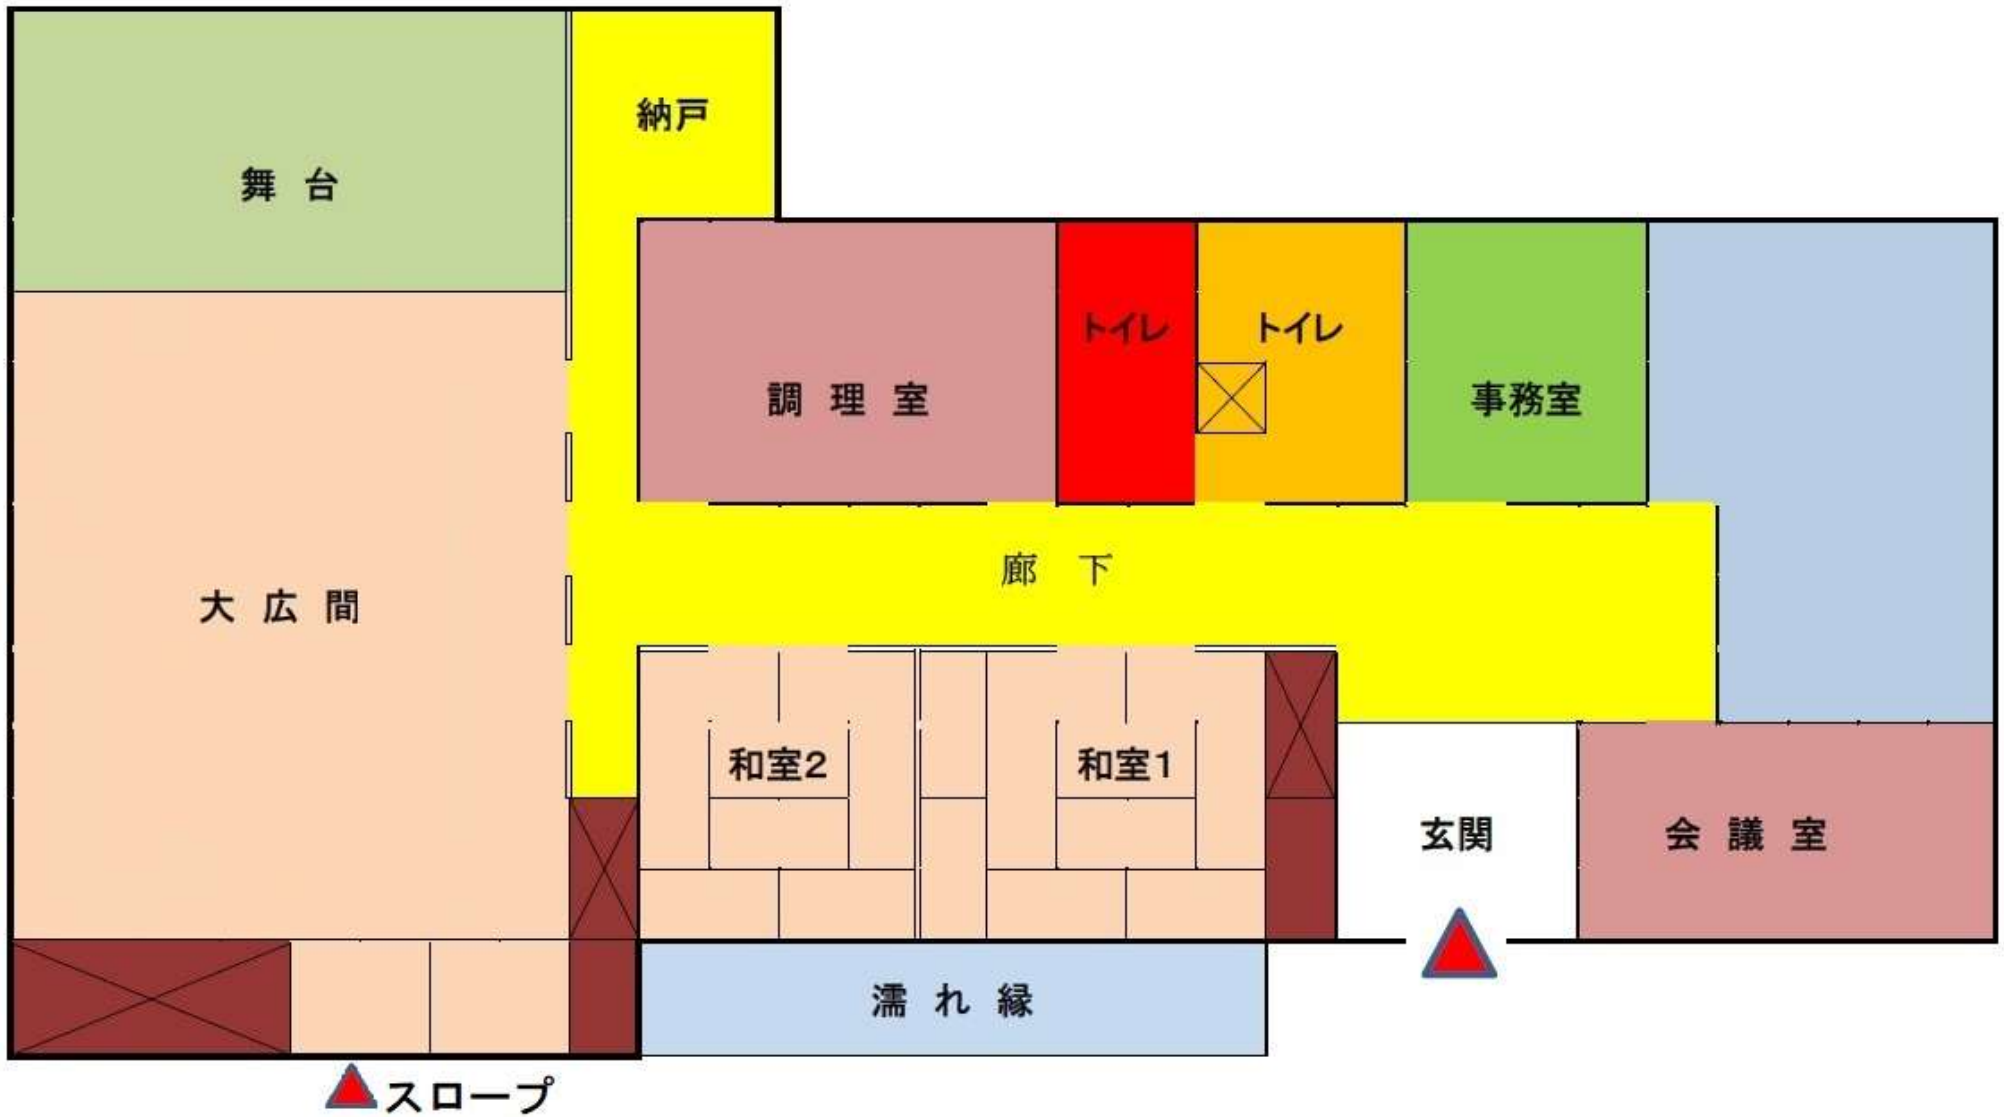 納戸
舞 台
トイレ
トイレ
調 理 室
事務室
廊 下
大 広 間
和室2
和室1
玄関
会 議 室
濡 れ 縁
スロープ